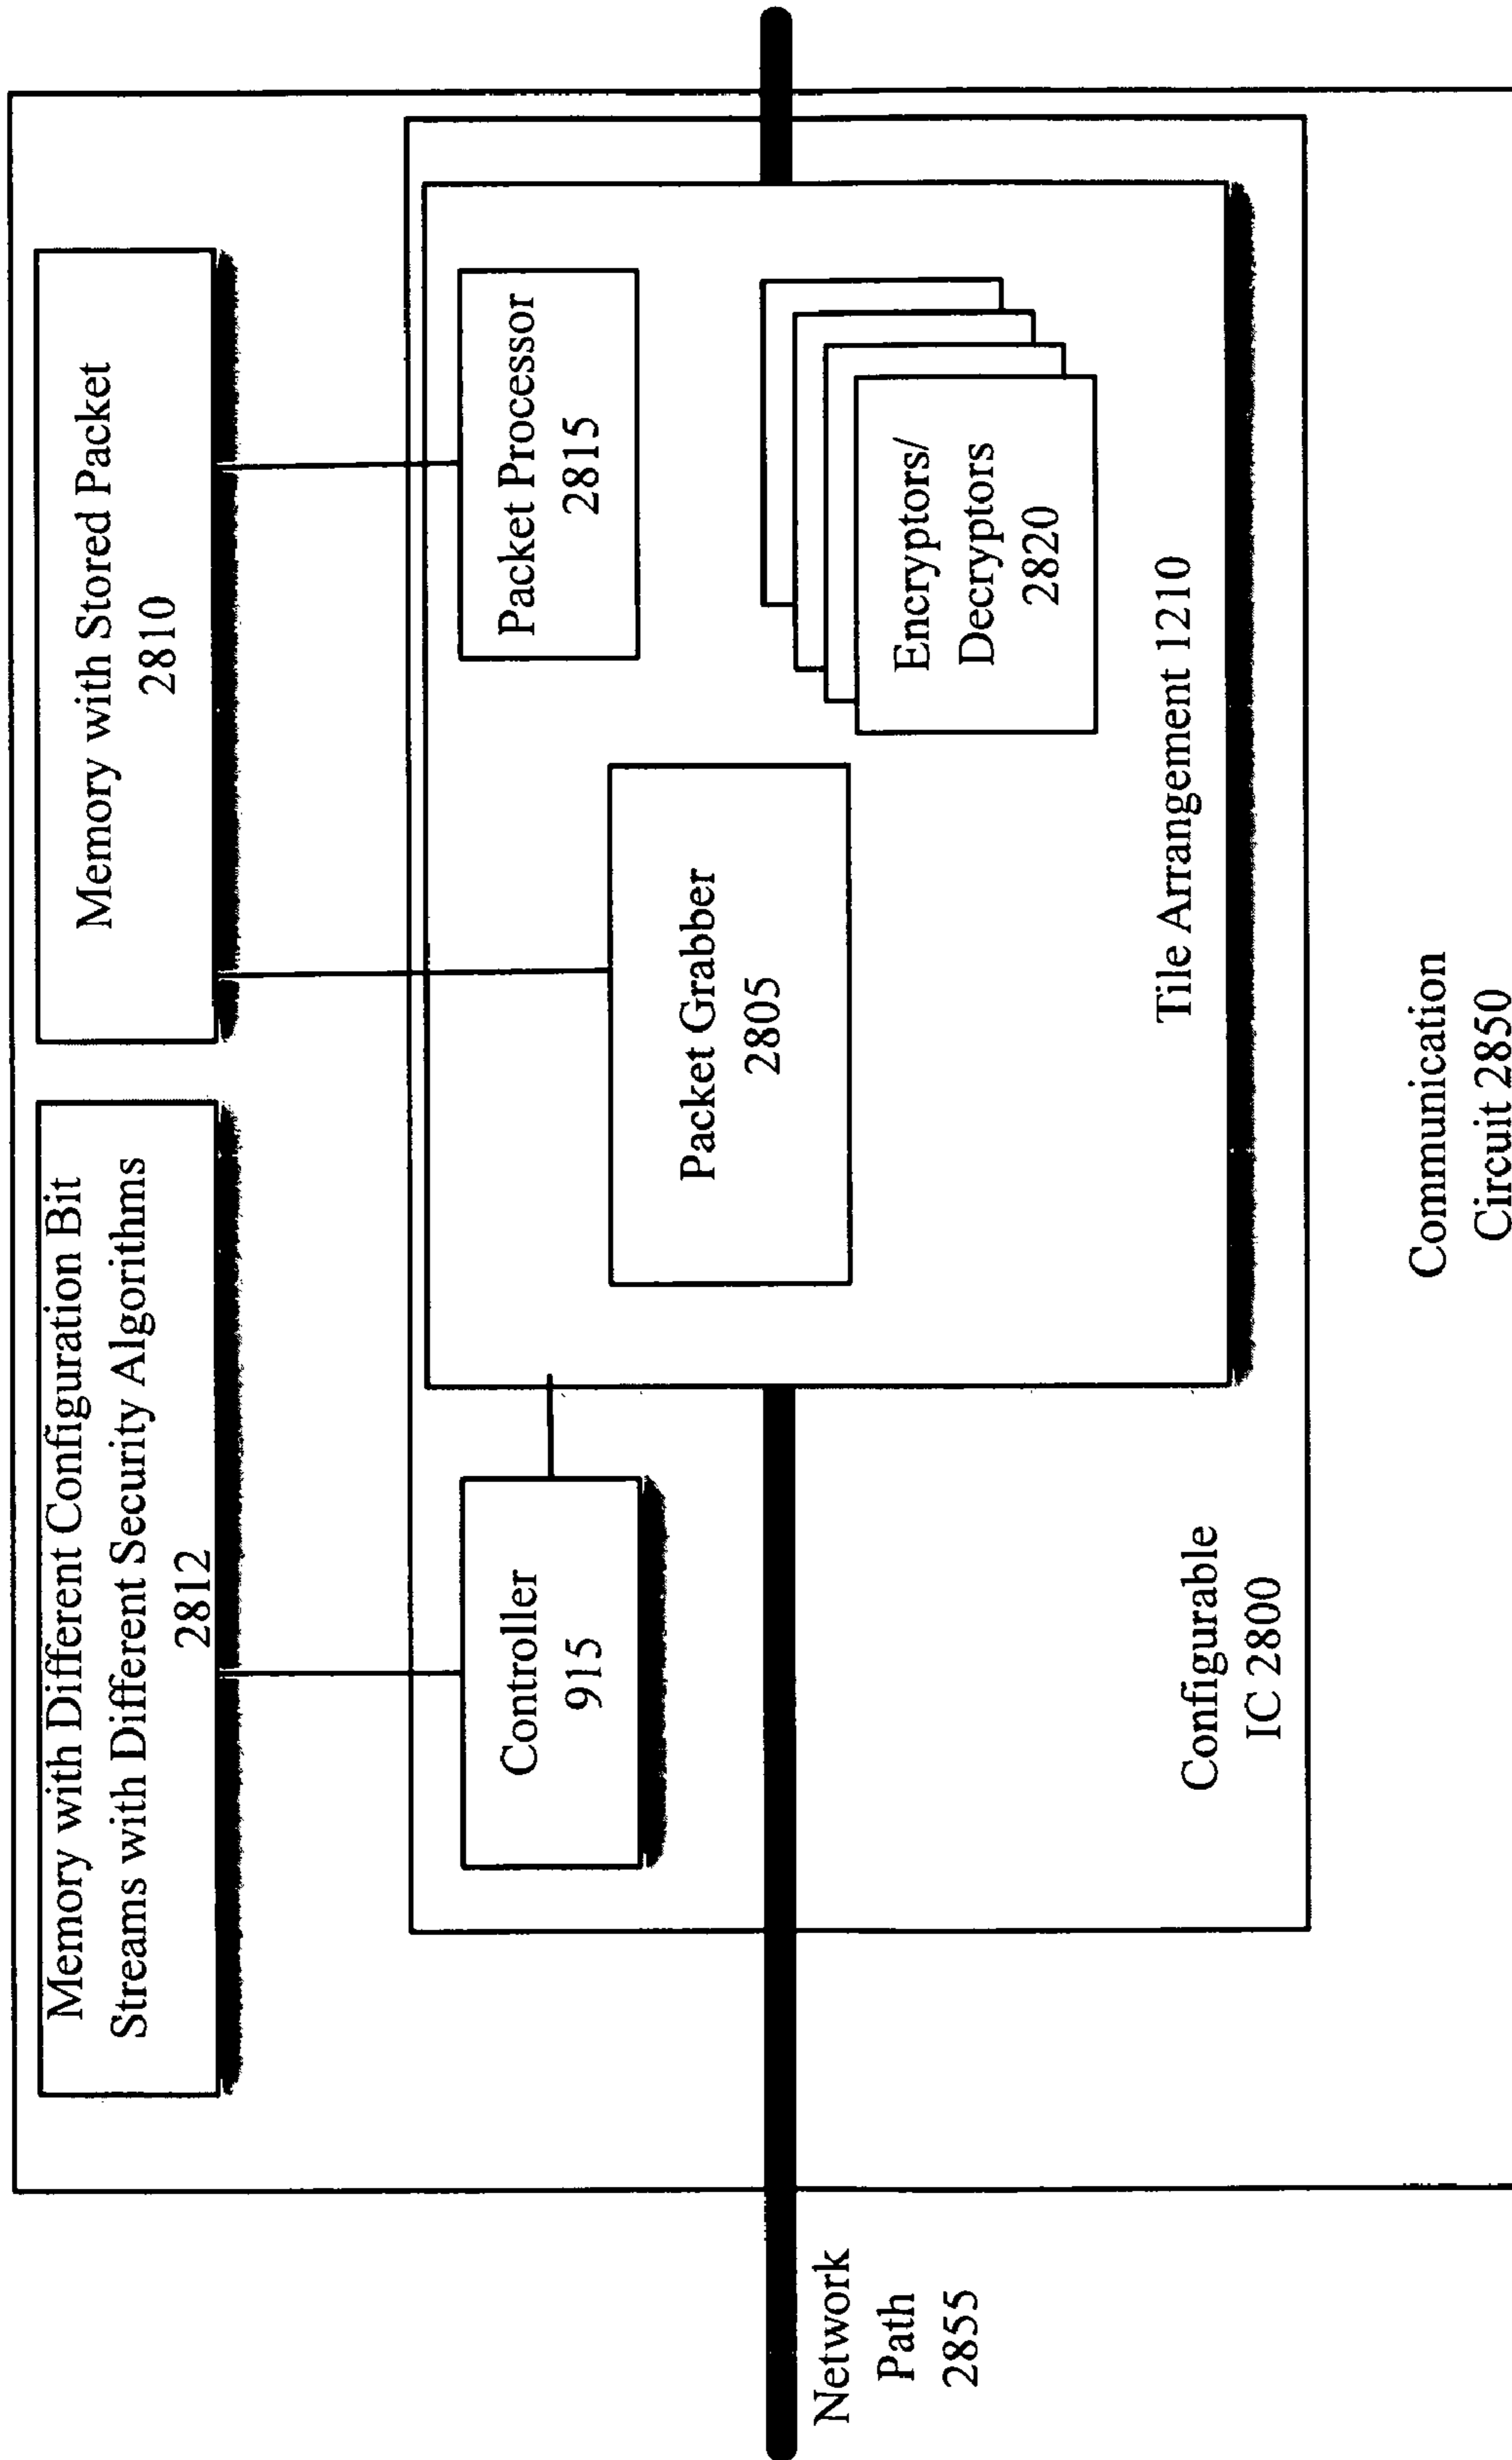 Memory with Different Configuration Bit
Streams with Different Security Algorithms
2812
Memory with Stored Packet
2810
Controller
915
Packet Grabber
2805
Packet Processor
2815
Encryptors/
Decryptors
2820
Tile Arrangement 1210
Configurable
IC 2800
Network
Path
2855
Communication
Circuit 2850